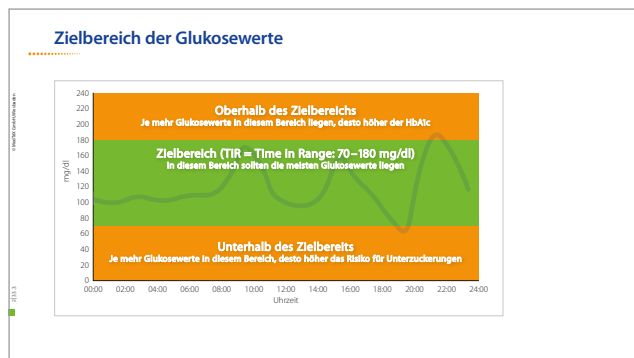 Zielbereich der Glukosewerte
240
220
200
180
160
140
120
100
80
60
40
20
0
mg/dl
Oberhalb des Zielbereichs
Je mehr Glukosewerte in diesem Bereich liegen, desto höher der HbA1c
Zielbereich (TIR = Time in Range: 70–180 mg/dl)
In diesem Bereich sollten die meisten Glukosewerte liegen
Unterhalb des Zielbereits
Je mehr Glukosewerte in diesem Bereich, desto höher das Risiko für Unterzuckerungen
00:00 02:00 04:00 06:00 08:00 10:00 12:00 14:00 16:00 18:00 20:00 22:00 24:00
Uhrzeit